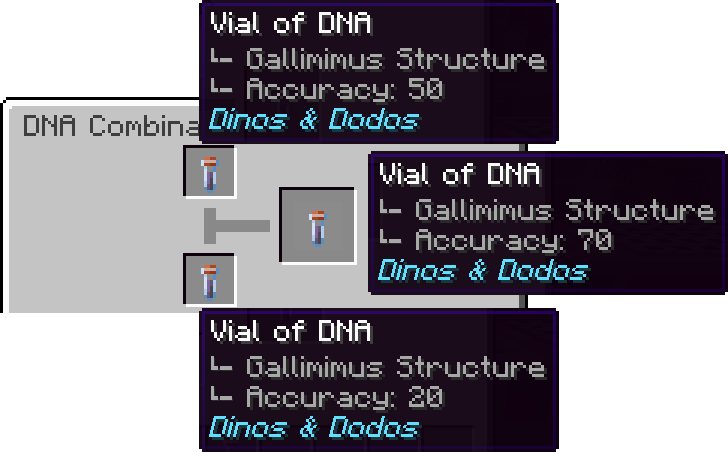 Vial of DNA
Gallimimus Structure
Accuracy: 50
Dinos & Dodos
DNA Combina
Vial of DNA
Gallimimus Structure
Accuracy: 70
Dinos & Dodos
Vial of DNA
Gallimimus Structure
Accuracy: 20
Dinos & Dodos